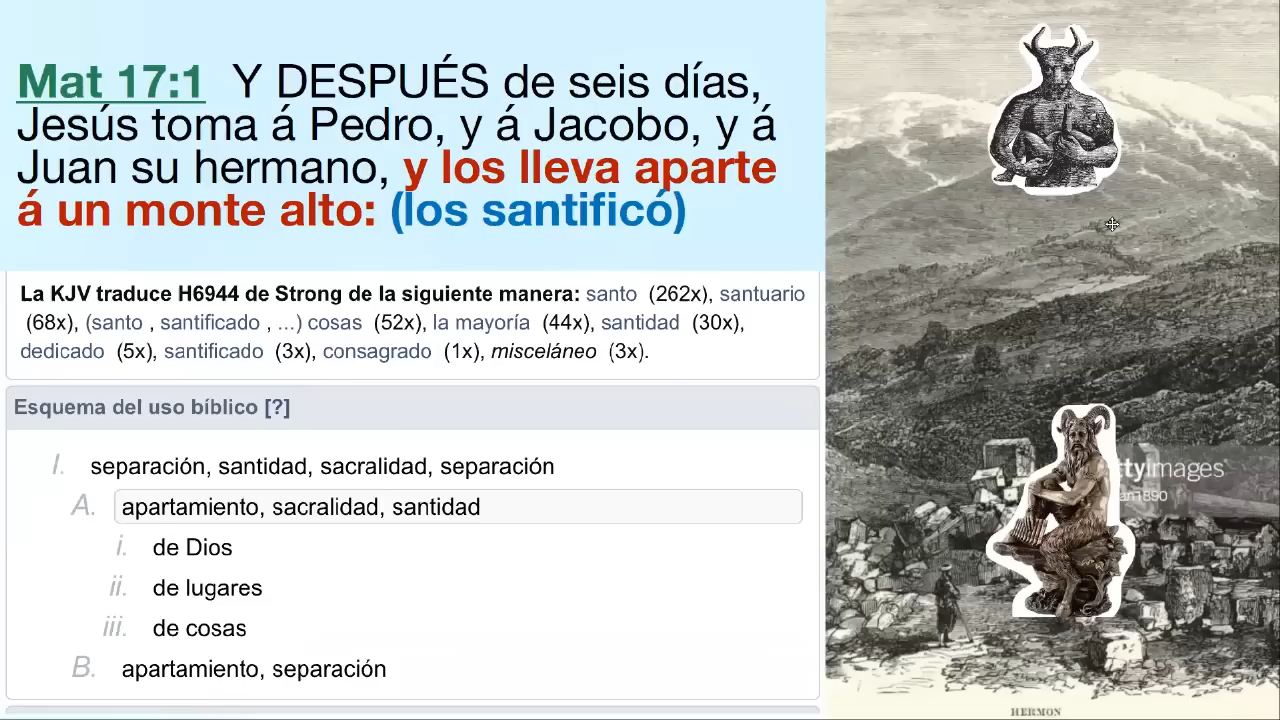 Mat 17:1 Y DESPUÉS de seis días,
Jesús toma á Pedro, y á Jacobo, y á
Juan su hermano, y los lleva aparte
á un monte alto: (los santificó)
La KJV traduce H6944 de Strong de la siguiente manera: santo (262x), santuario
(68x), (santo , santificado , ...) cosas (52x), la mayoría (44x), santidad (30x),
dedicado (5x), santificado (3x), consagrado (1x), misceláneo (3x).
Esquema del uso bíblico [?]
I. separación, santidad, sacralidad, separación
A. apartamiento, sacralidad, santidad
i. de Dios
ii. de lugares
iii. de cosas
B. apartamiento, separación
tyimages
an1890
HERMON